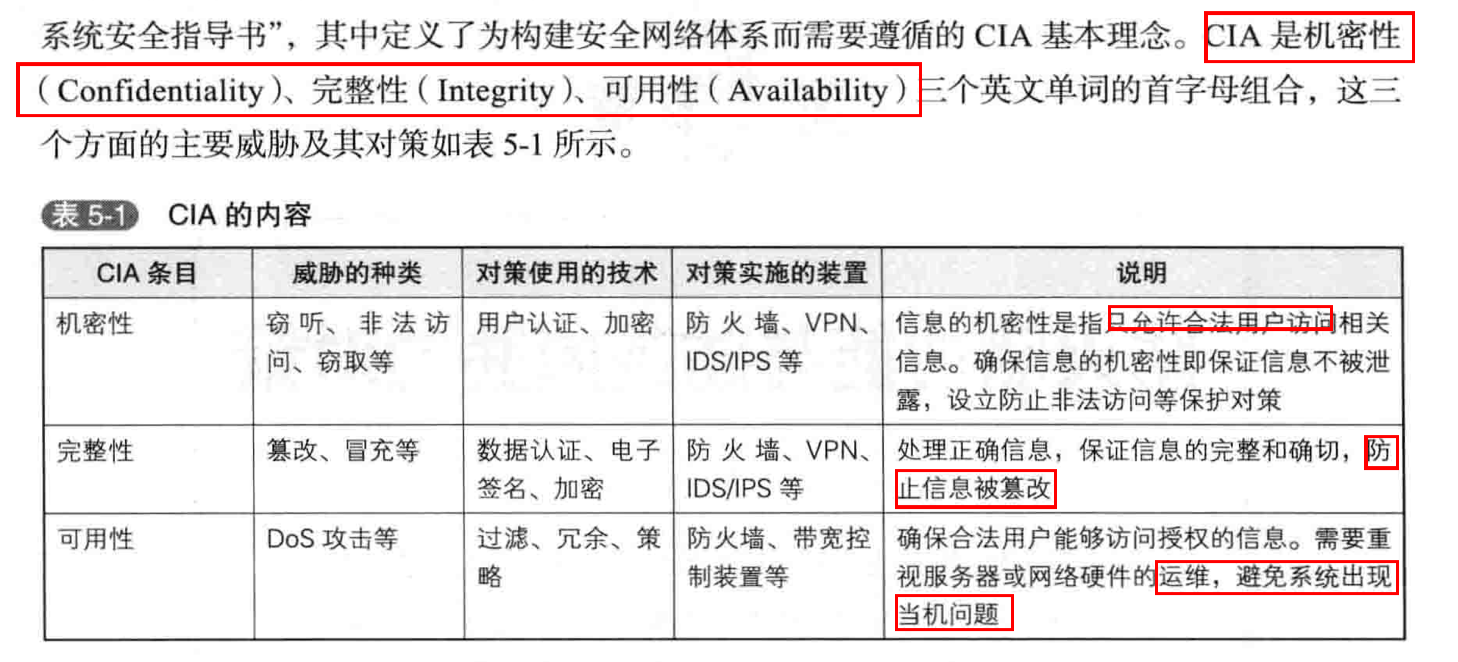 系统安全指导书”，其中定义了为构建安全网络体系而需要遵循的 CIA 基本理念。CIA 是机密性
（Confidentiality）、完整性（Integrity）、可用性（Availability）三个英文单词的首字母组合，这三
个方面的主要威胁及其对策如表 5-1 所示。
表 5-1 CIA 的内容
CIA 条目 威胁的种类 对策使用的技术 对策实施的装置 说明
机密性 窃听、非法访 用户认证、加密 防火墙、VPN、 信息的机密性是指只允许合法用户访问相关
问、窃取等 IDS/IPS 等 信息。确保信息的机密性即保证信息不被泄
露，设立防止非法访问等保护对策
完整性 篡改、冒充等 数据认证、电子 防火墙、VPN、 处理正确信息，保证信息的完整和确切，防
签名、加密 IDS/IPS 等 止信息被篡改
可用性 DoS 攻击等 过滤、冗余、策 防火墙、带宽控 确保合法用户能够访问授权的信息。需要重
略 制装置等 视服务器或网络硬件的运维，避免系统出现
当机问题